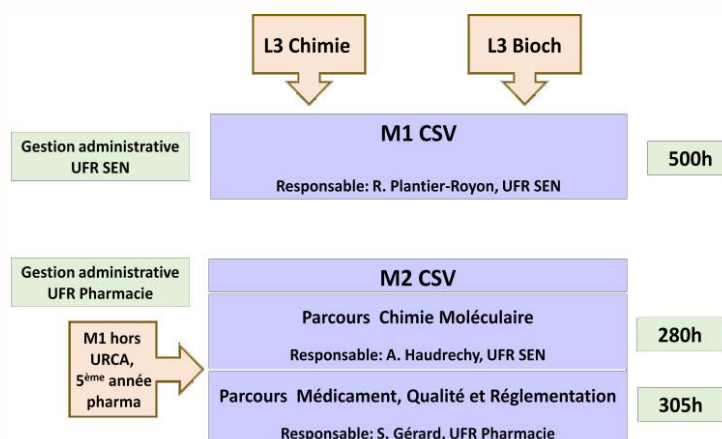 L3 Chimie
L3 Bioch
Gestion administrative
UFR SEN
M1 CSV
Responsable: R. Plantier-Royon, UFR SEN
500h
Gestion administrative
UFR Pharmacie
M2 CSV
M1 hors
URCA,
5ème année
pharma
Parcours Chimie Moléculaire
Responsable: A. Haudrechy, UFR SEN
280h
Parcours Médicament, Qualité et Réglementation
Responsable: S. Gérard, UFR Pharmacie
305h